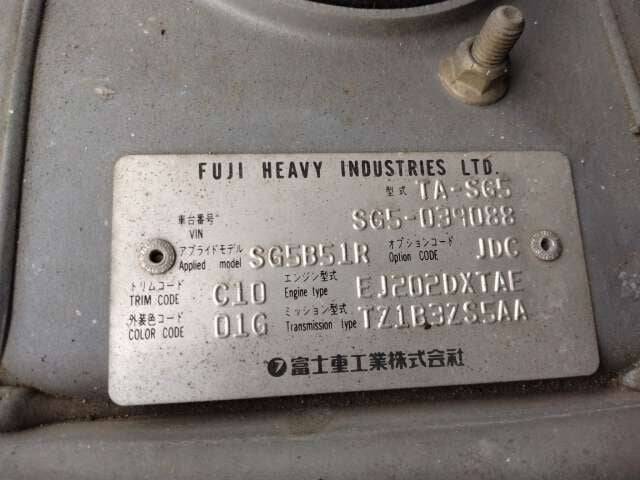 FUJI HEAVY INDUSTRIES LTD.
型式 TA-SG5
車台番号 VIN SG5-039088
アプライドモデル Applied model SG5B51R オプションコード Option CODE JDC
トリムコード TRIM CODE C10 エンジン型式 Engine type EJ202DXTAE
外装色コード COLOR CODE 01G ミッション型式 Transmission type TZ1B3ZS5AA
7 富士重工業株式会社